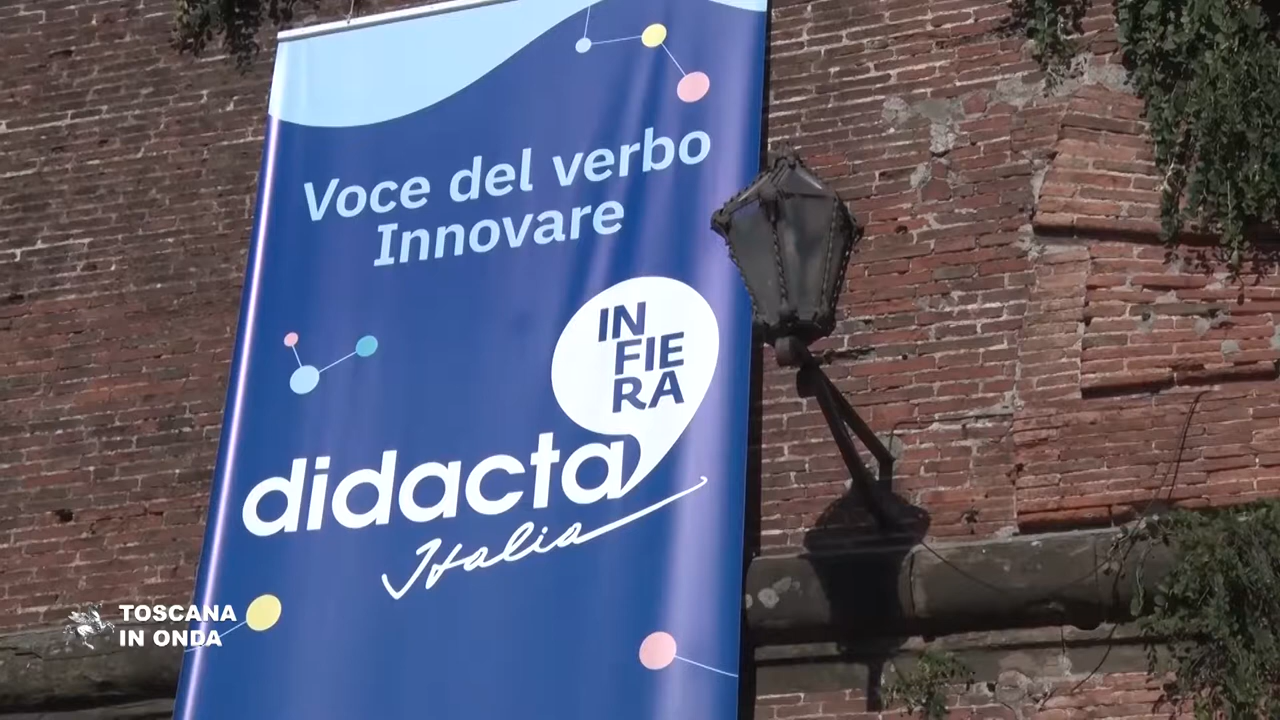 Voce del verbo
Innovare
IN
FIE
RA
didacta
Italia
TOSCANA
IN ONDA